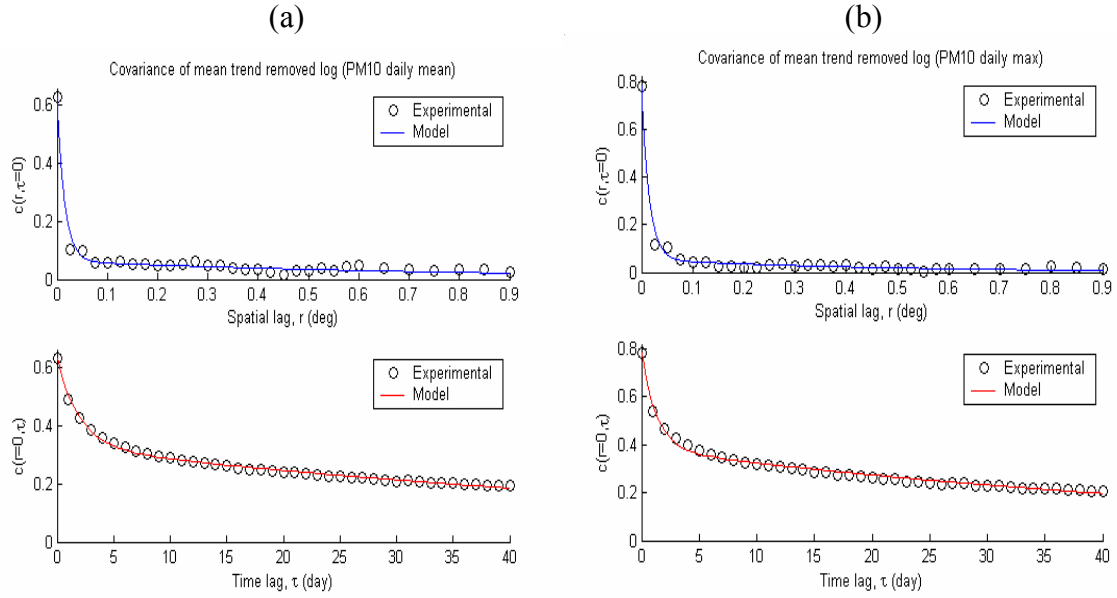 (a)
Covariance of mean trend removed log (PM10 daily mean)
0.6
0.4
0.2
0
c(r,τ=0)
Experimental
Model
0 0.1 0.2 0.3 0.4 0.5 0.6 0.7 0.8 0.9
Spatial lag, r (deg)
0.6
0.4
0.2
0
c(r=0,τ)
Experimental
Model
0 5 10 15 20 25 30 35 40
Time lag, τ (day)
(b)
Covariance of mean trend removed log (PM10 daily max)
0.8
0.6
0.4
0.2
0
c(r,τ=0)
Experimental
Model
0 0.1 0.2 0.3 0.4 0.5 0.6 0.7 0.8 0.9
Spatial lag, r (deg)
0.8
0.6
0.4
0.2
0
c(r=0,τ)
Experimental
Model
0 5 10 15 20 25 30 35 40
Time lag, τ (day)